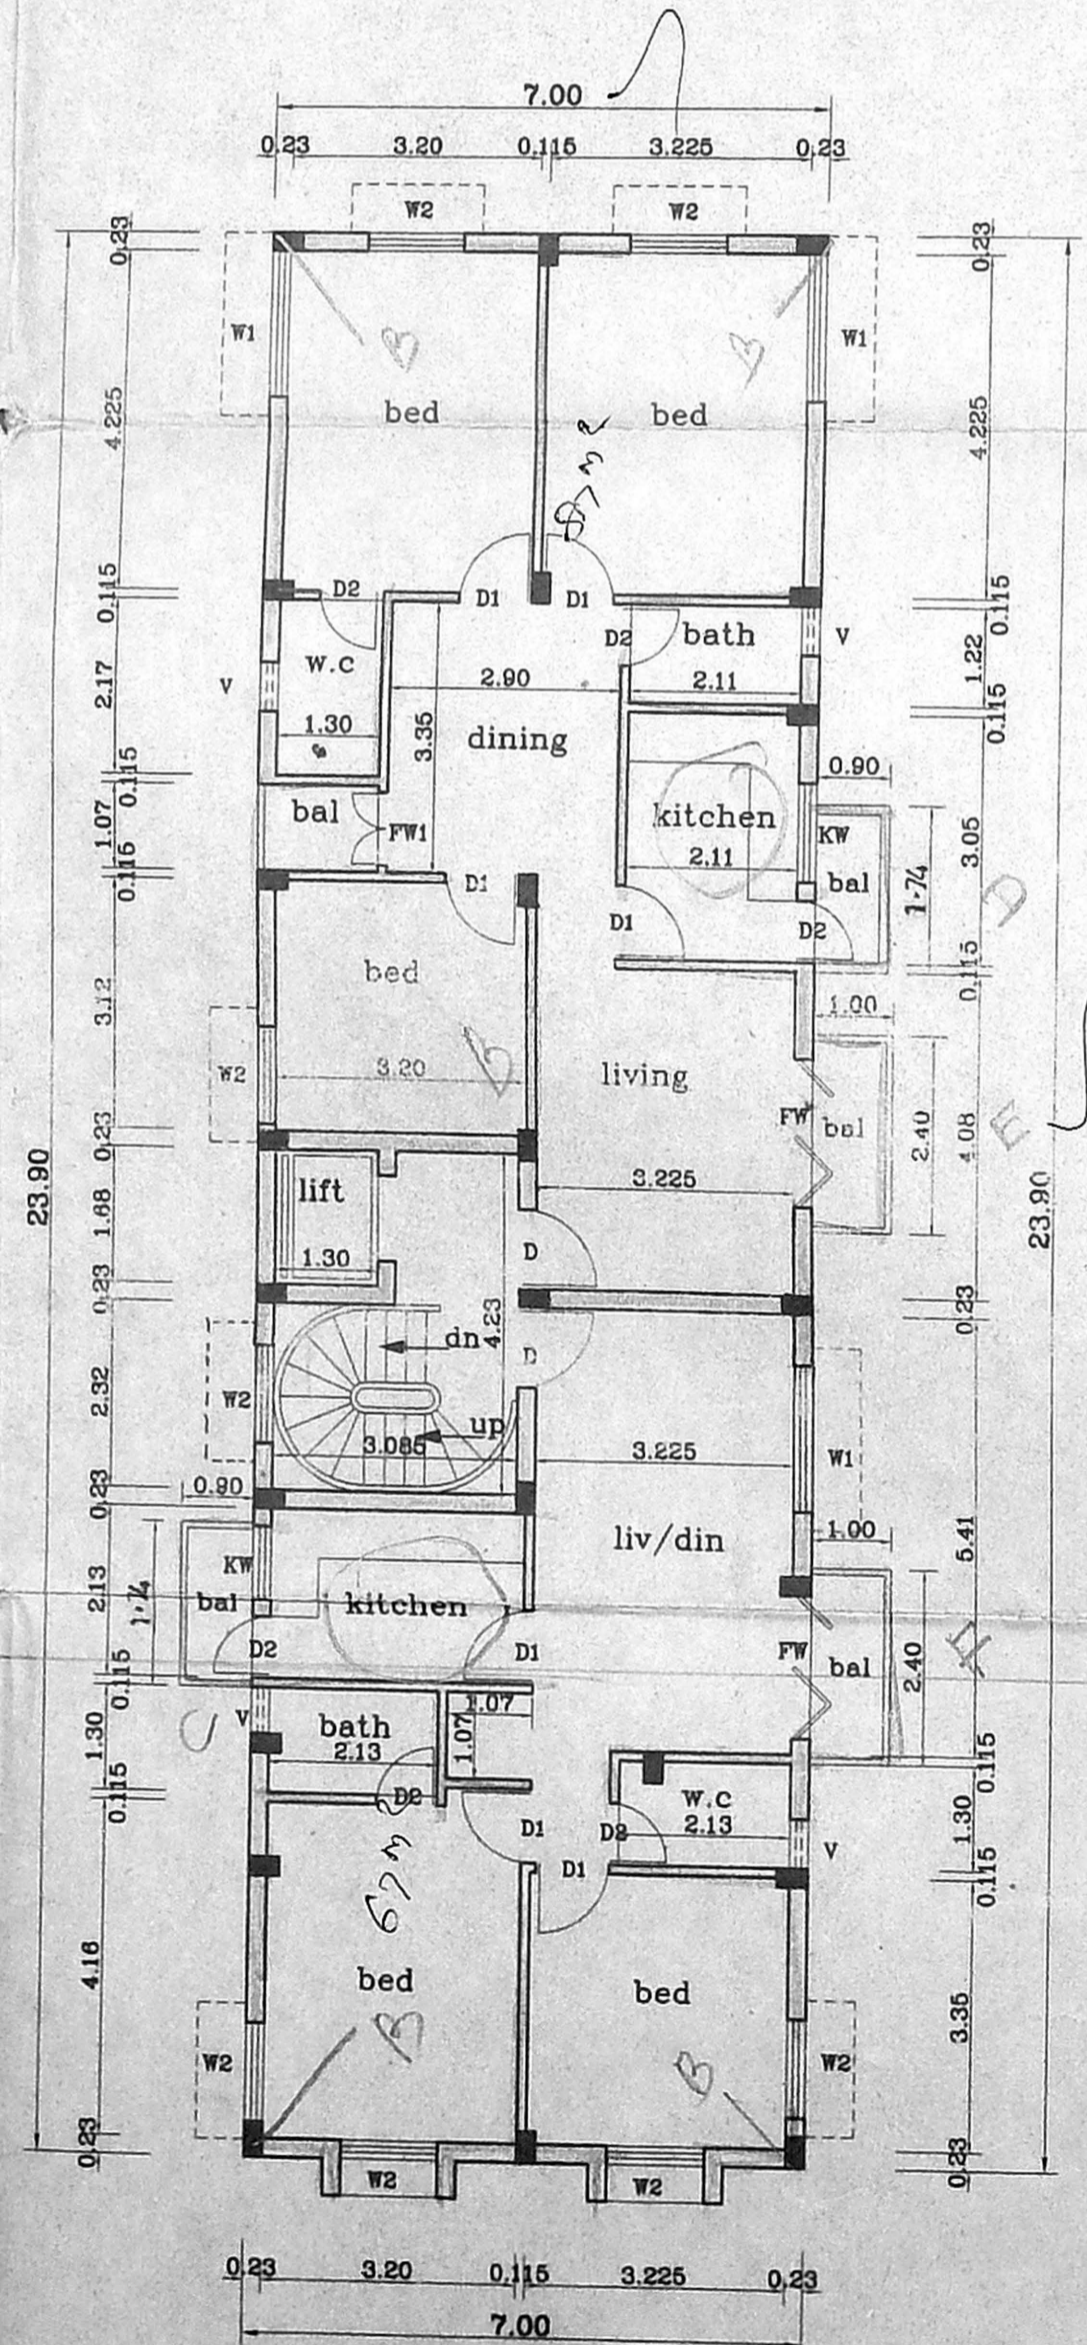 7.00
0.23 3.20 0.115 3.225 0.23
W2 W2
0.23 0.23
W1 W1
B B
bed bed
4.225 4.225
0.115 D2 D1 D1 0.115
D2 bath V
w.c
2.17 V 2.90 2.11 1.22
1.30 3.35 dining 0.115
0.115 0.90
bal FW1 kitchen KW
1.07 2.11 3.05
0.115 D1 bal 1.74
D1 D2 D
bed 0.115
3.12 1.00
W2 3.20 living
FW bal 2.40 4.08 E
0.23
lift 3.225
23.90 1.68 1.30 D 23.90
0.23 0.23
dn 4.23 D
2.32 W2
up
3.085 3.225 W1
0.90
0.23 liv/din 1.00 5.41
KW
2.13 1.74 bal kitchen
D2 D1 FW bal 2.40
0.115 1.07
C V bath 1.07
1.30 2.13 0.115
0.115 D2 w.c
D1 D2 2.13 1.30
D1 V
0.115
4.16 bed bed
B 3.35
W2 B W2
0.23 0.23
W2 W2
0.23 3.20 0.115 3.225 0.23
7.00